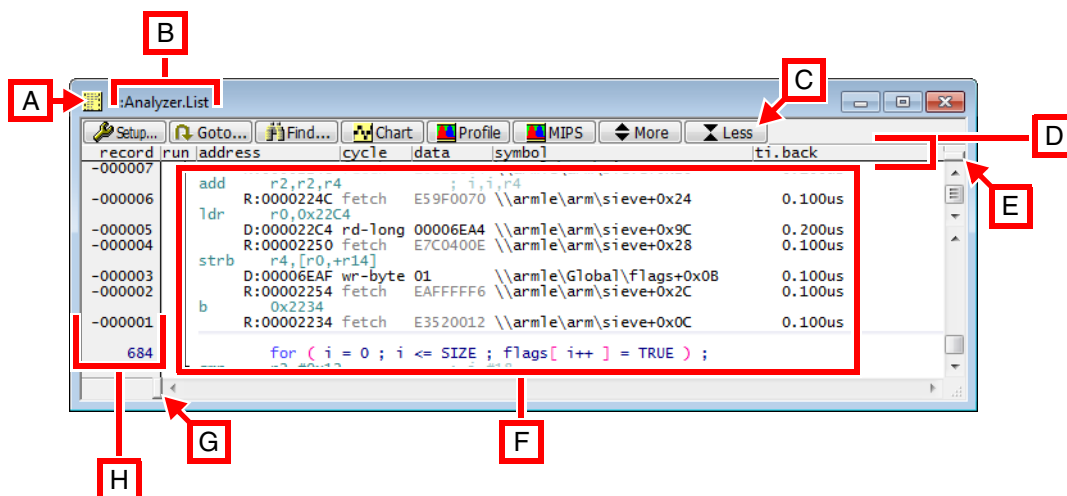 B
A
:Analyzer.List
C
Setup... Goto... Find... Chart Profile MIPS More Less
D
record run address cycle data symbol ti.back
-000007
add r2,r2,r4 ; i,i,r4
-000006 R:0000224C fetch E59F0070 \\armle\arm\sieve+0x24 0.100us
E
ldr r0,0x22C4
-000005 D:000022C4 rd-long 00006EA4 \\armle\arm\sieve+0x9C 0.200us
-000004 R:00002250 fetch E7C0400E \\armle\arm\sieve+0x28 0.100us
strb r4,[r0,+r14]
-000003 D:00006EAF wr-byte 01 \\armle\Global\flags+0x0B 0.100us
-000002 R:00002254 fetch EAFFFFF6 \\armle\arm\sieve+0x2C 0.100us
b 0x2234
-000001 R:00002234 fetch E3520012 \\armle\arm\sieve+0x0C 0.100us
684 for ( i = 0 ; i <= SIZE ; flags[ i++ ] = TRUE ) ;
G
F
H